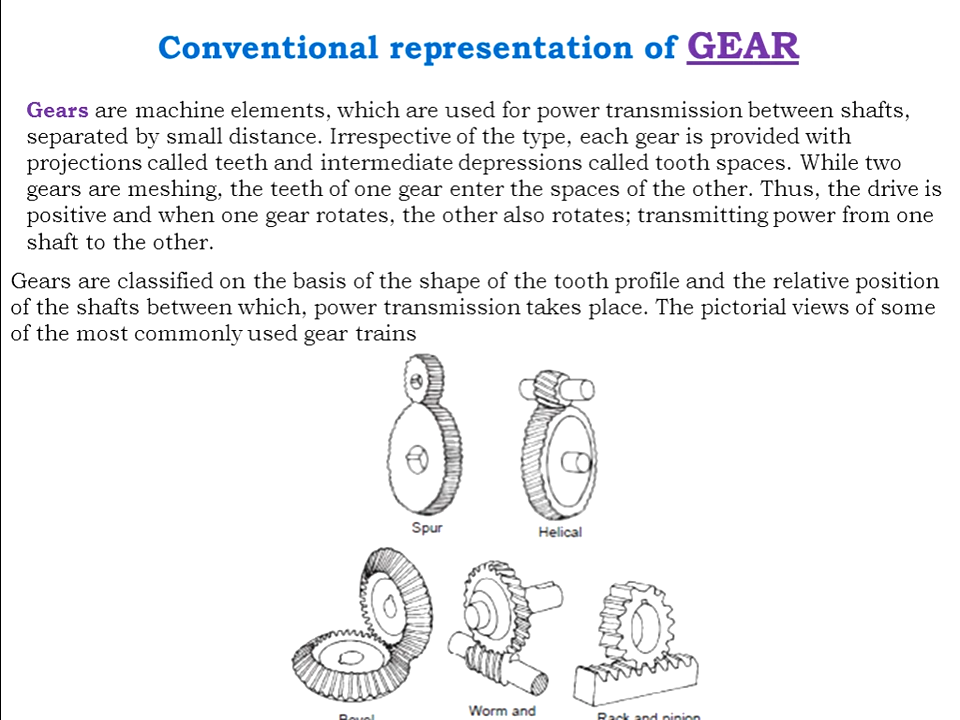 Conventional representation of GEAR
Gears are machine elements, which are used for power transmission between shafts,
separated by small distance. Irrespective of the type, each gear is provided with
projections called teeth and intermediate depressions called tooth spaces. While two
gears are meshing, the teeth of one gear enter the spaces of the other. Thus, the drive is
positive and when one gear rotates, the other also rotates; transmitting power from one
shaft to the other.
Gears are classified on the basis of the shape of the tooth profile and the relative position
of the shafts between which, power transmission takes place. The pictorial views of some
of the most commonly used gear trains
Spur
Helical
Bevel
Worm and
Rack and pinion